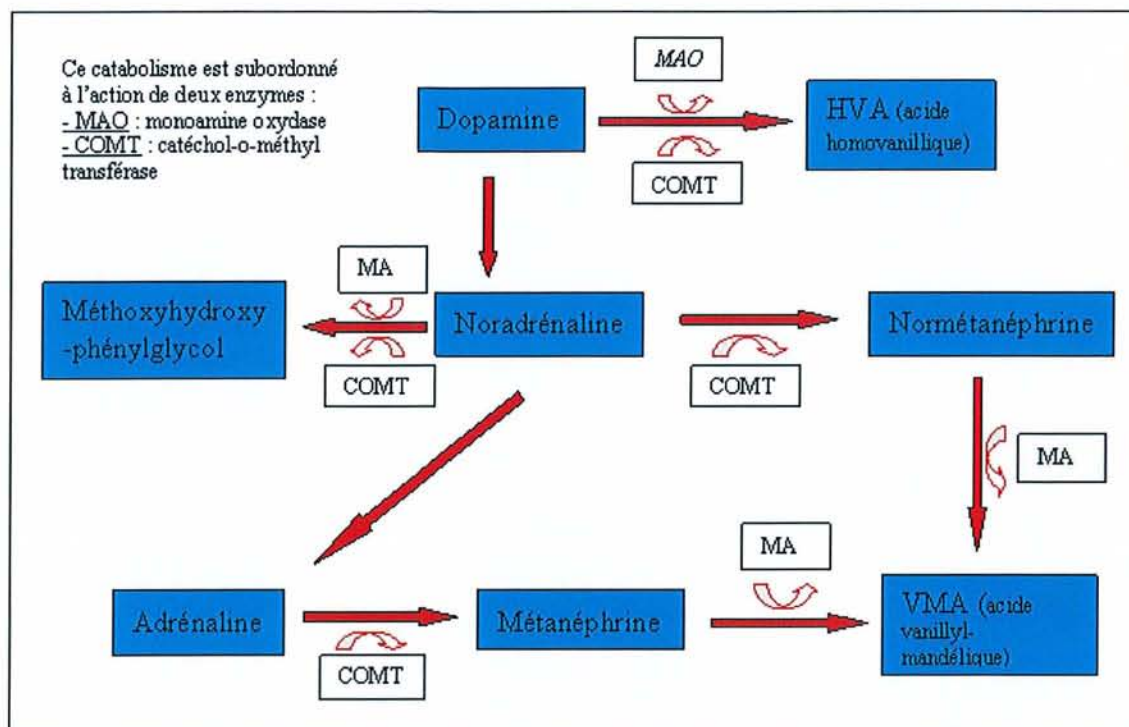 Ce catabolisme est subordonné
à l'action de deux enzymes :
- MAO : monoamine oxydase
- COMT : catéchol-o-méthyl
transférase
MAO
Dopamine
HVA (acide
homovanillique)
COMT
MA
Méthoxyhydroxy
-phénylglycol
Noradrénaline
Normétanéphrine
COMT
COMT
MA
MA
Adrénaline
Métanéphrine
VMA (acide
vanillyl-
mandélique)
COMT